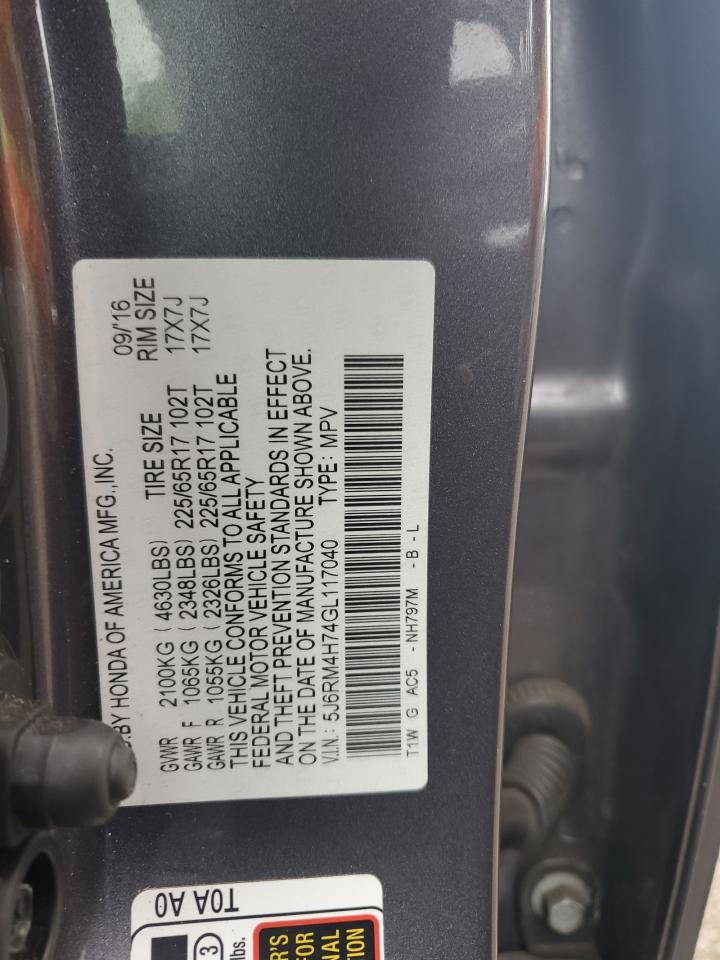 BY HONDA OF AMERICA MFG.,INC. 09/'16
TIRE SIZE RIM SIZE
GVWR 2100KG ( 4630LBS)
GAWR F 1065KG ( 2348LBS) 225/65R17 102T 17X7J
GAWR R 1055KG ( 2326LBS) 225/65R17 102T 17X7J
THIS VEHICLE CONFORMS TO ALL APPLICABLE
FEDERAL MOTOR VEHICLE SAFETY
AND THEFT PREVENTION STANDARDS IN EFFECT
ON THE DATE OF MANUFACTURE SHOWN ABOVE.
V.I.N.: 5J6RM4H74GL117040 TYPE: MPV
T1W G AC5 -NH797M -B -L
T0A A0
3
lbs.